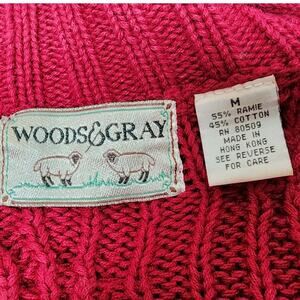 WOODS&GRAY
M
55% RAMIE
45% COTTON
RN 80509
MADE IN
HONG KONG
SEE REVERSE
FOR CARE